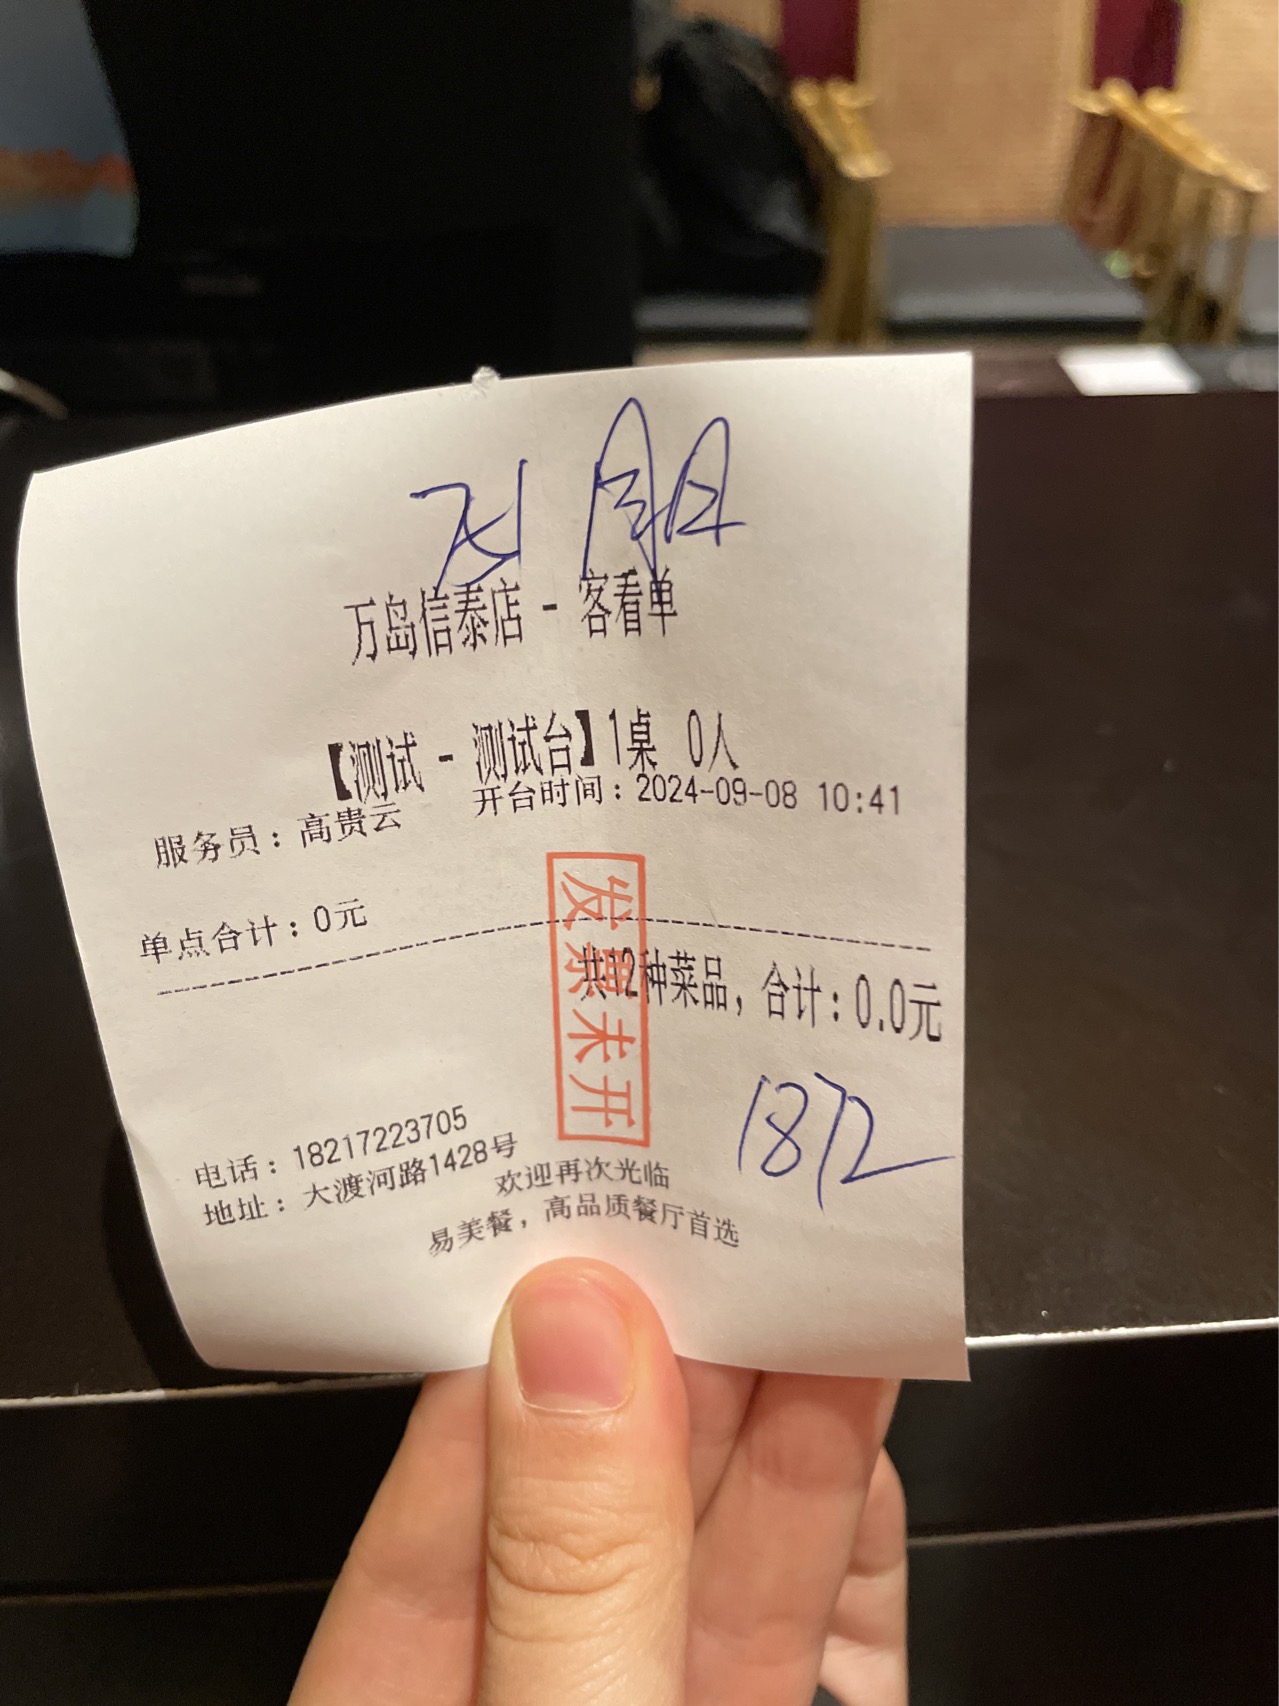 万岛信泰店 - 客看单
【测试 - 测试台】1桌 0人
服务员：高贵云 开台时间：2024-09-08 10:41
单点合计：0元
共12种菜品，合计：0.0元
发票未开
1872
电话：18217223705
地址：大渡河路1428号
欢迎再次光临
易美餐，高品质餐厅首选